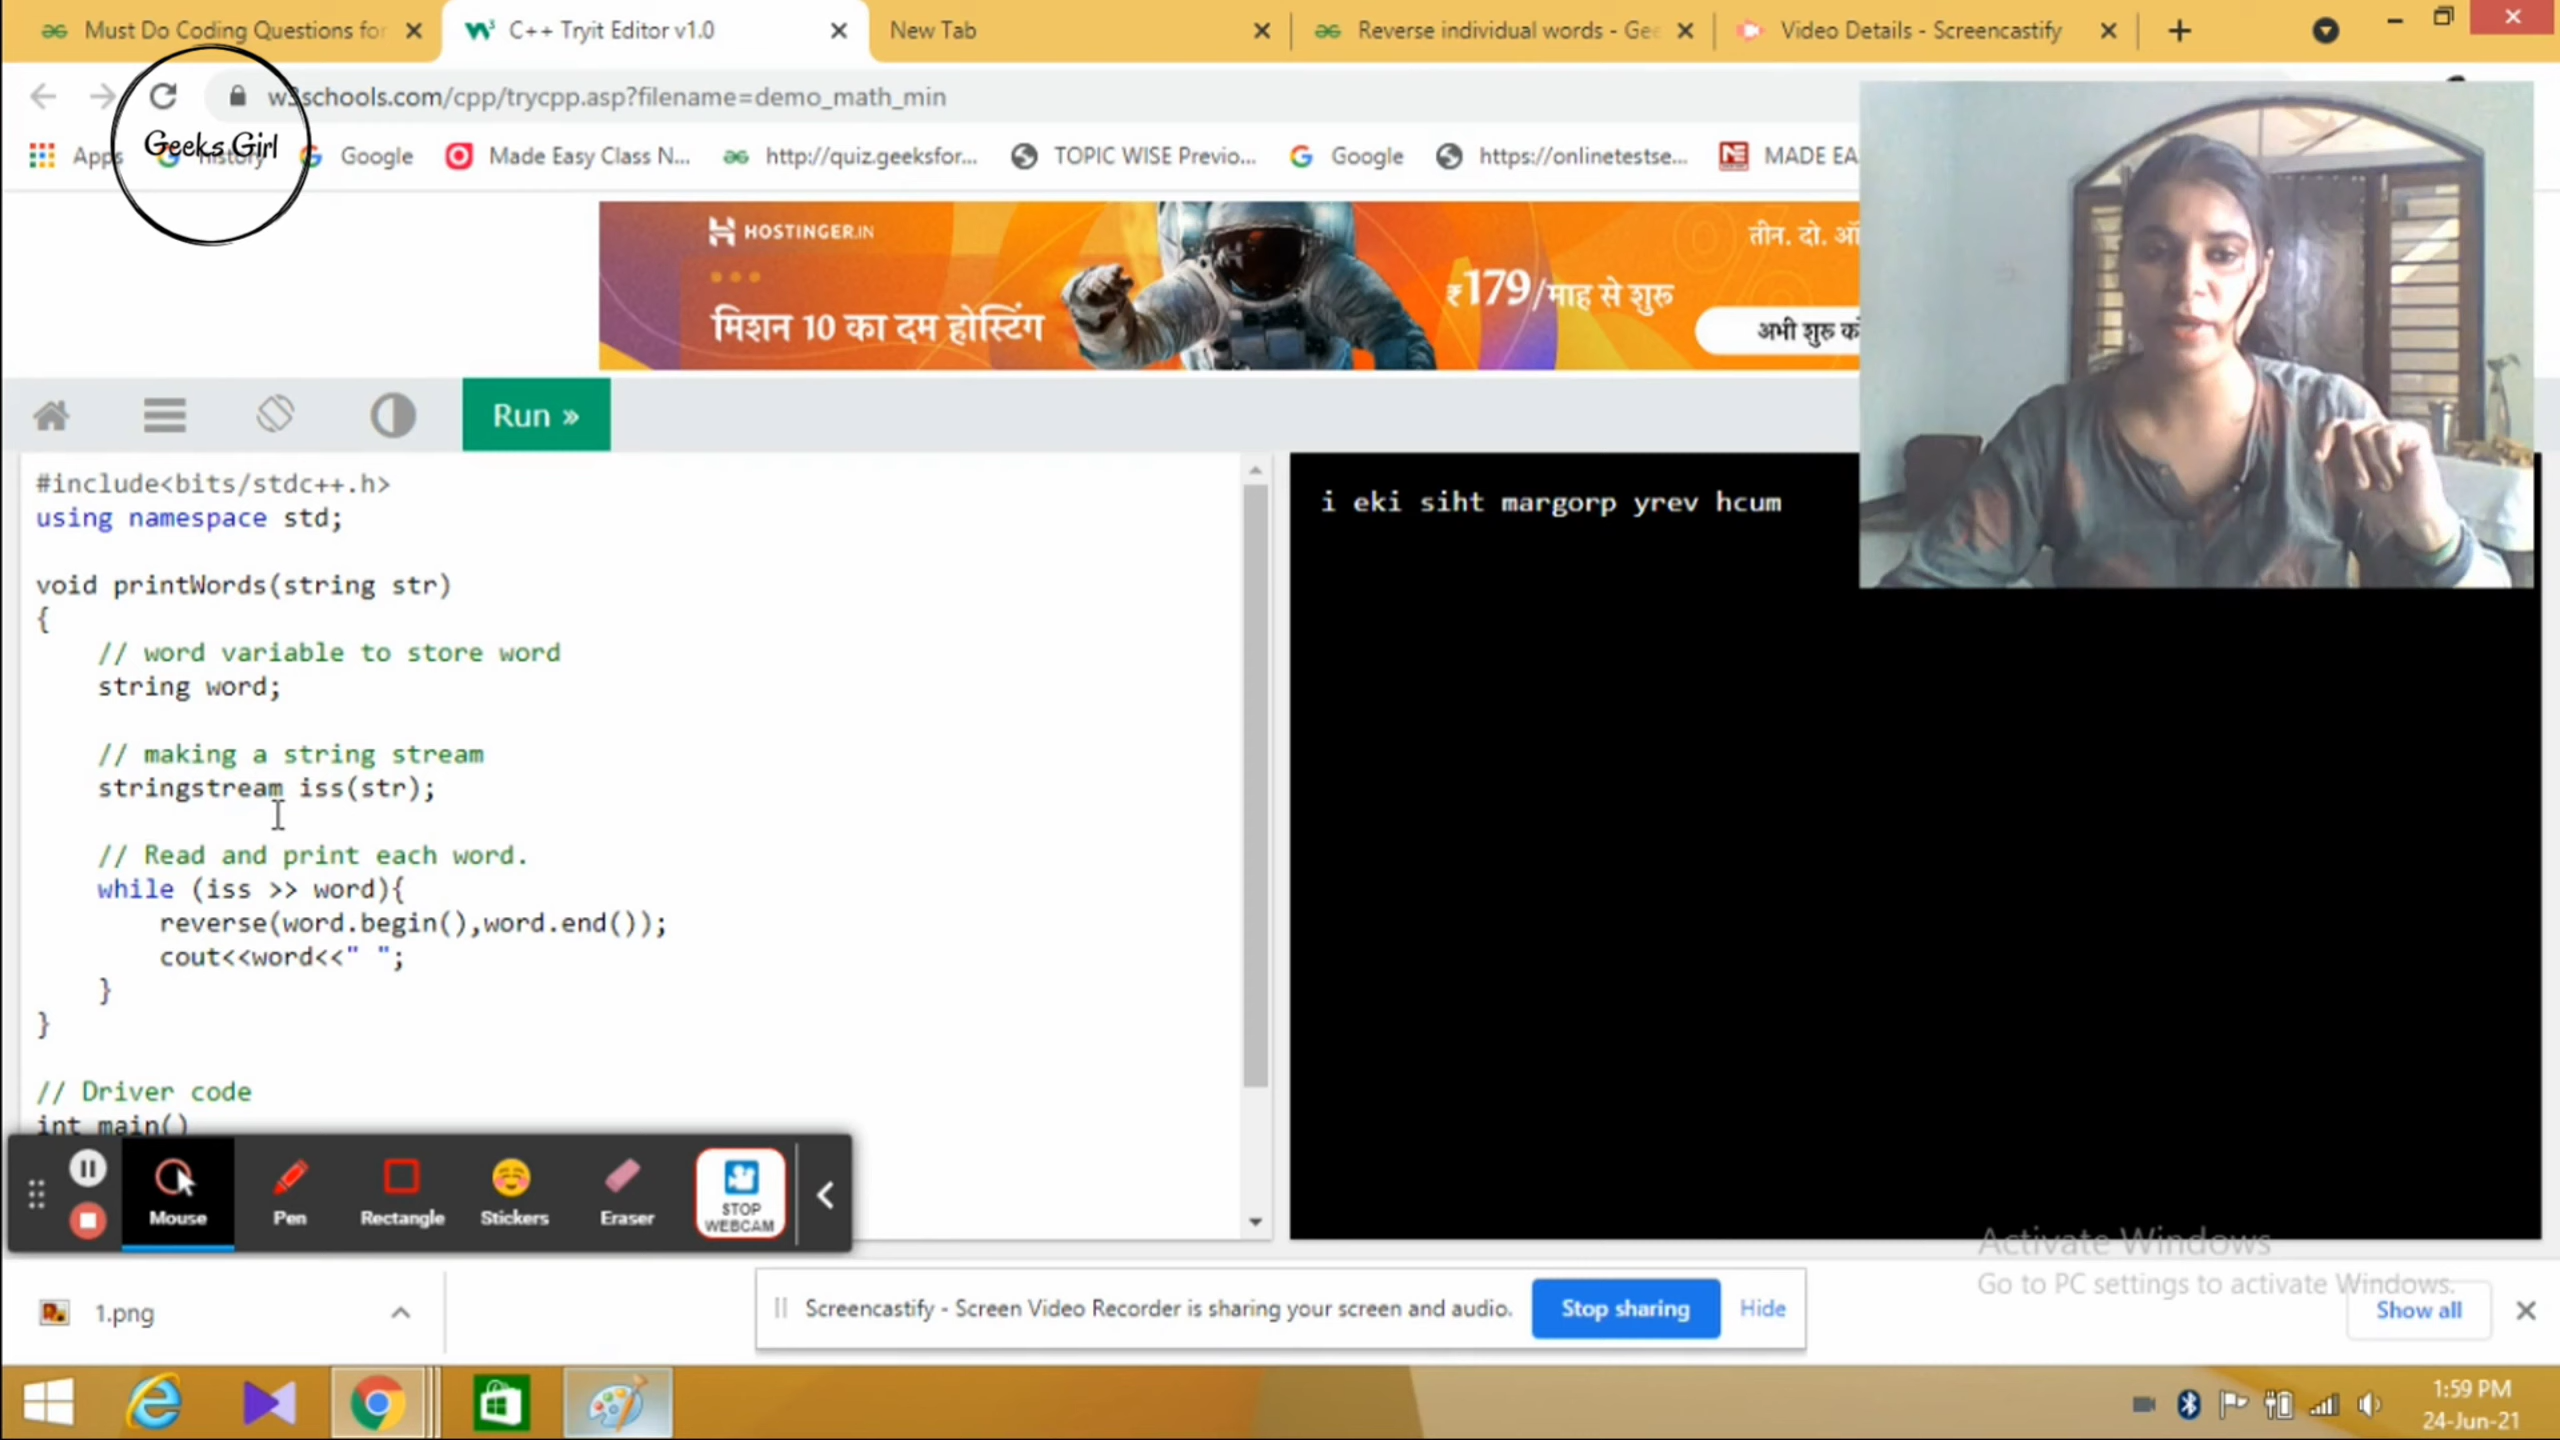 Must Do Coding Questions for
C++ Tryit Editor v1.0
New Tab
Reverse individual words - Gee
Video Details - Screencastify
w3schools.com/cpp/trycpp.asp?filename=demo_math_min
Geeks Girl
Apps
history
Google
Made Easy Class N...
http://quiz.geeksfor...
TOPIC WISE Previo...
Google
https://onlinetestse...
MADE EA
HOSTINGER.IN
मिशन 10 का दम होस्टिंग
₹179/माह से शुरू
तीन. दो.
अभी शुरू
Run »
#include<bits/stdc++.h>
using namespace std;
void printWords(string str)
{
// word variable to store word
string word;
// making a string stream
stringstream iss(str);
// Read and print each word.
while (iss >> word){
reverse(word.begin(),word.end());
cout<<word<<" ";
}
}
// Driver code
int main()
i eki siht margorp yrev hcum
Mouse
Pen
Rectangle
Stickers
Eraser
STOP
WEBCAM
Activate Windows
Go to PC settings to activate Windows.
1.png
Screencastify - Screen Video Recorder is sharing your screen and audio.
Stop sharing
Hide
Show all
1:59 PM
24-Jun-21